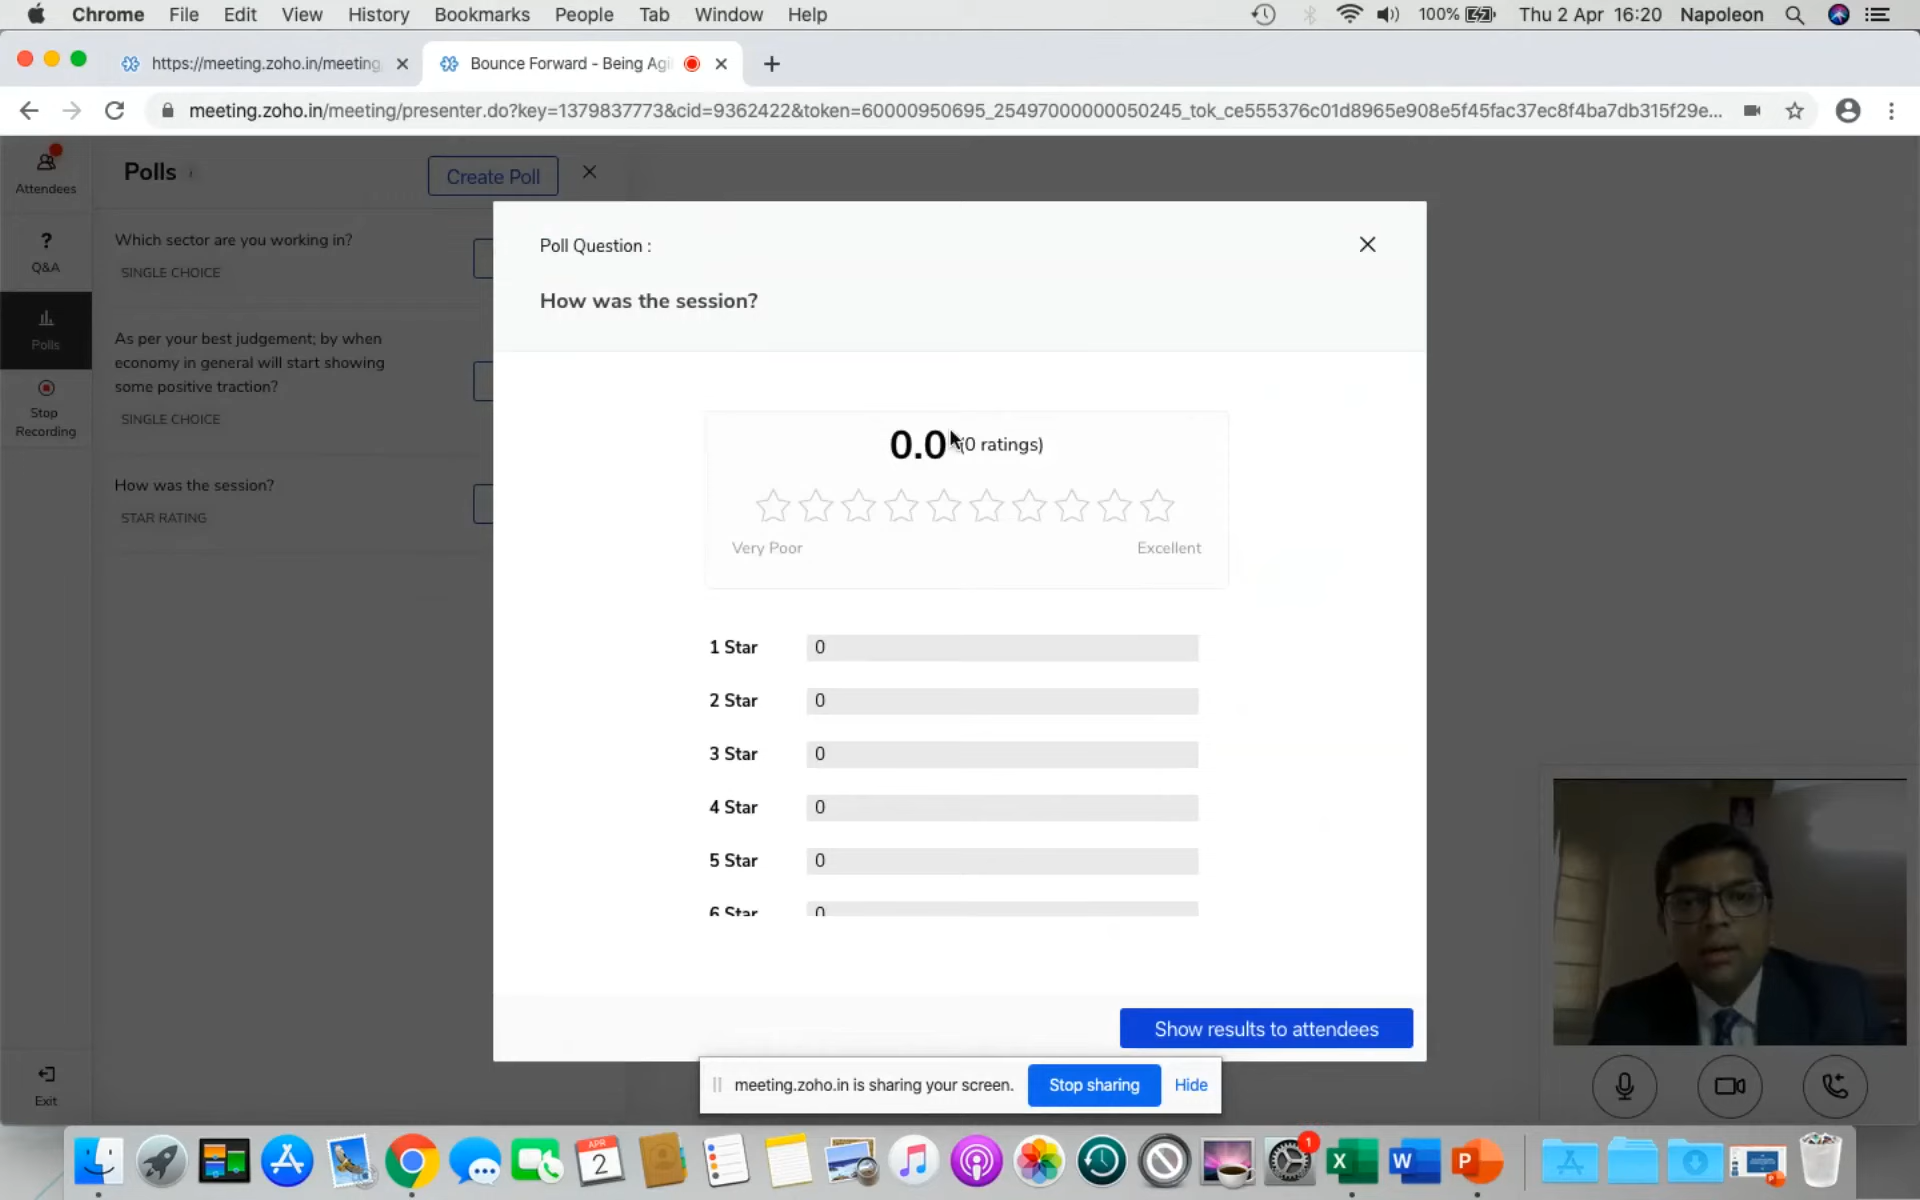 Chrome File Edit View History Bookmarks People Tab Window Help 100% Thu 2 Apr 16:20 Napoleon
https://meeting.zoho.in/meeting
Bounce Forward - Being Agi
meeting.zoho.in/meeting/presenter.do?key=1379837773&cid=9362422&token=60000950695_25497000000050245_tok_ce555376c01d8965e908e5f45fac37ec8f4ba7db315f29e...
Attendees
Q&A
Polls
Stop
Recording
Exit
Polls
Create Poll
Which sector are you working in?
SINGLE CHOICE
As per your best judgement; by when
economy in general will start showing
some positive traction?
SINGLE CHOICE
How was the session?
STAR RATING
Poll Question :
How was the session?
0.0 (0 ratings)
Very Poor Excellent
1 Star 0
2 Star 0
3 Star 0
4 Star 0
5 Star 0
6 Star 0
Show results to attendees
meeting.zoho.in is sharing your screen. Stop sharing Hide
APR
2
1
X
W
P